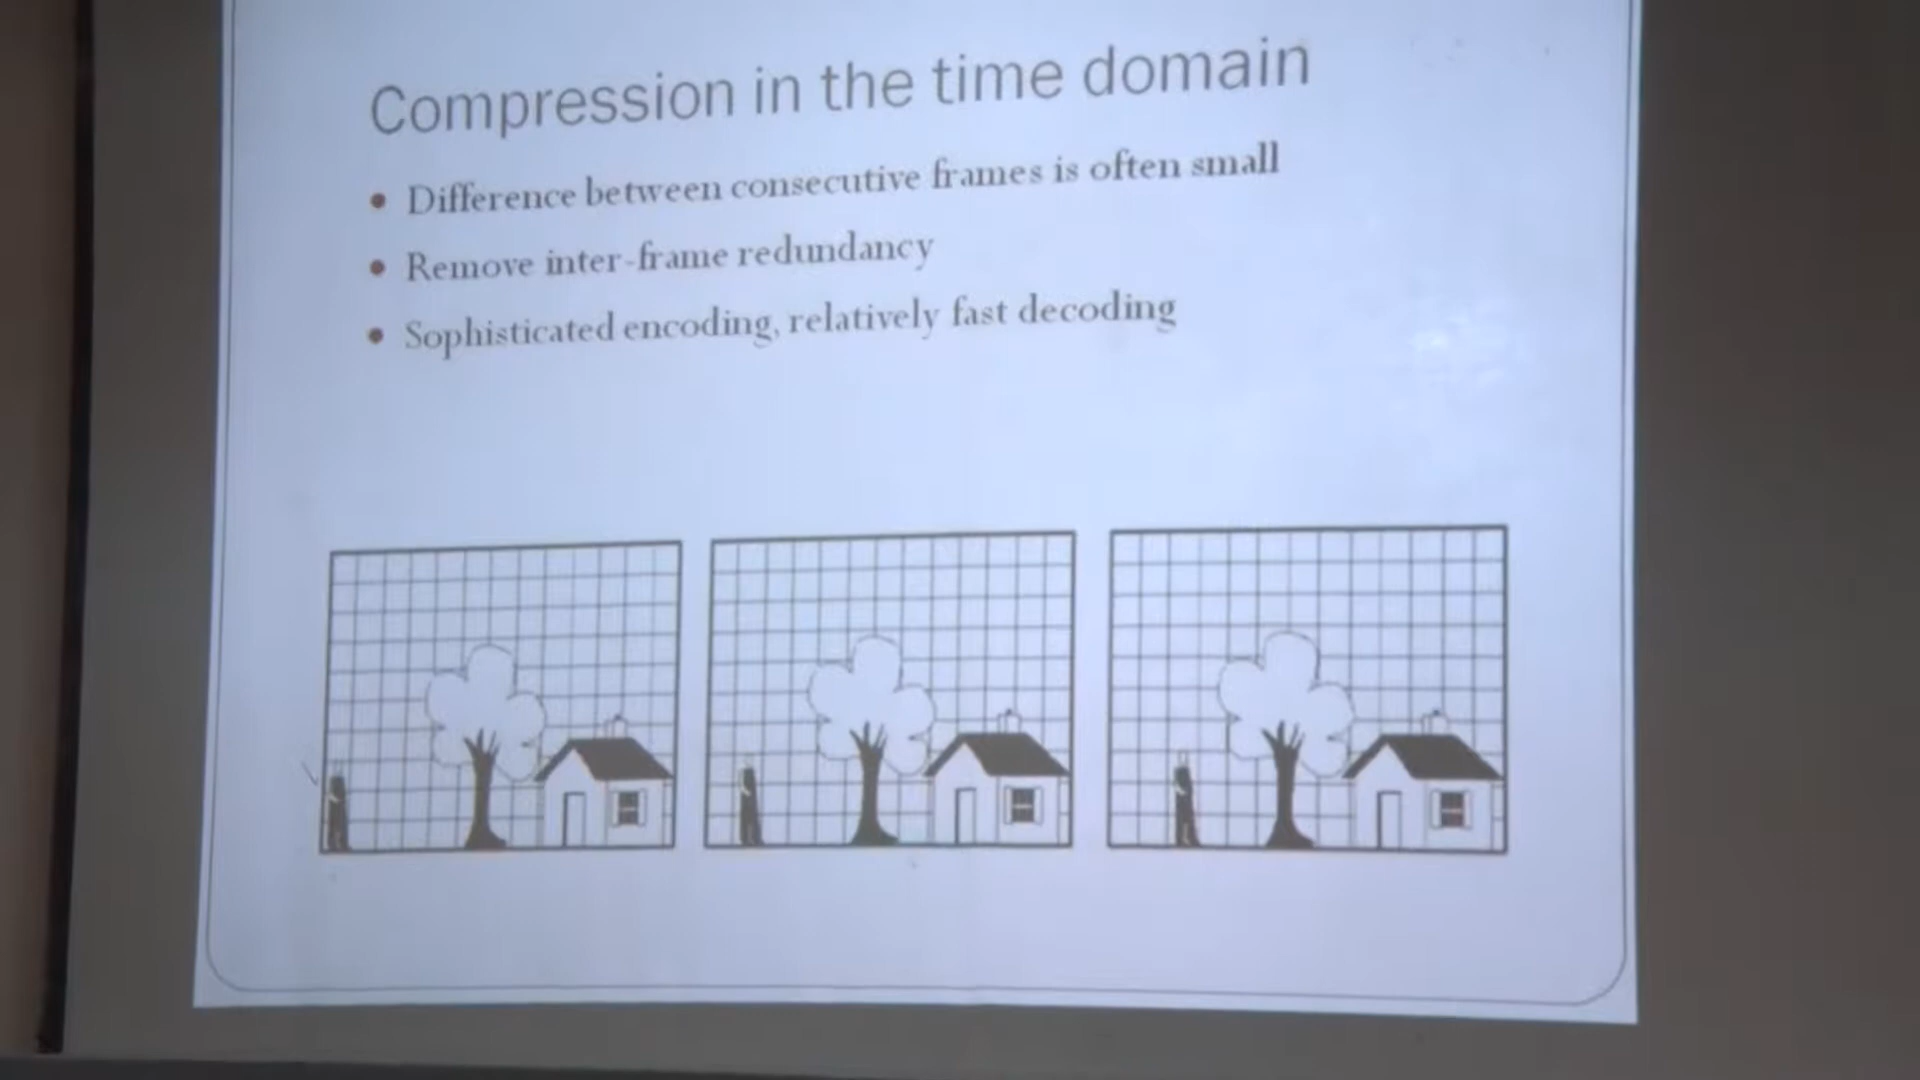 Compression in the time domain
• Difference between consecutive frames is often small
• Remove inter-frame redundancy
• Sophisticated encoding, relatively fast decoding